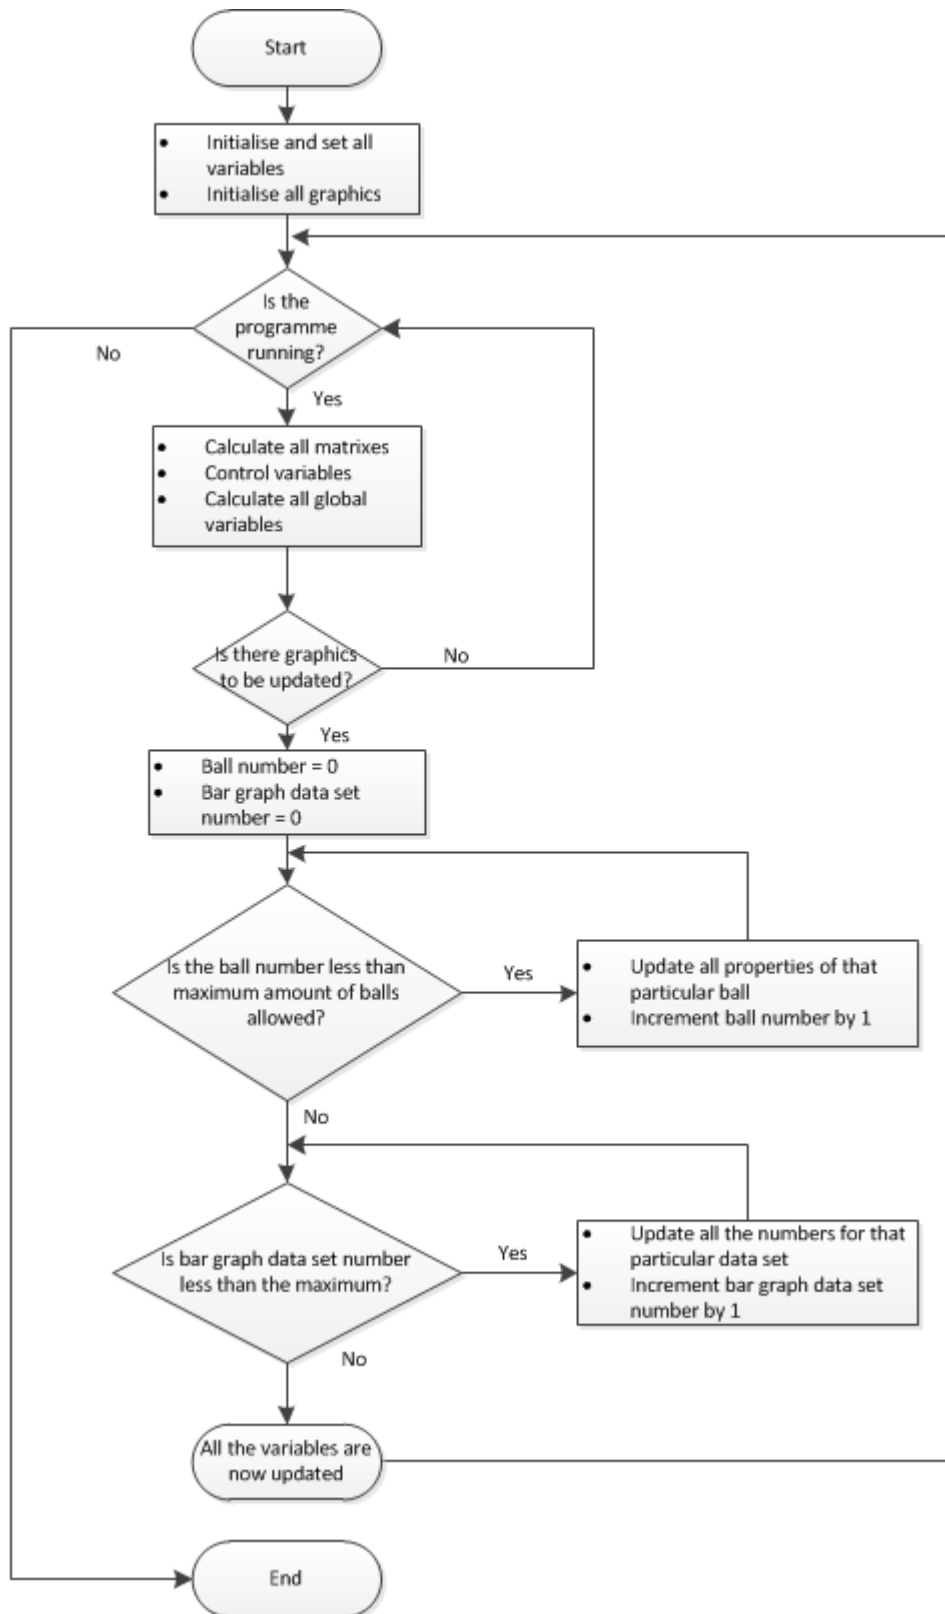 Start
• Initialise and set all
variables
• Initialise all graphics
Is the
programme
running?
No
Yes
• Calculate all matrixes
• Control variables
• Calculate all global
variables
Is there graphics
to be updated?
No
Yes
• Ball number = 0
• Bar graph data set
number = 0
Is the ball number less than
maximum amount of balls
allowed?
Yes
• Update all properties of that
particular ball
• Increment ball number by 1
No
Is bar graph data set number
less than the maximum?
Yes
• Update all the numbers for that
particular data set
• Increment bar graph data set
number by 1
No
All the variables are
now updated
End